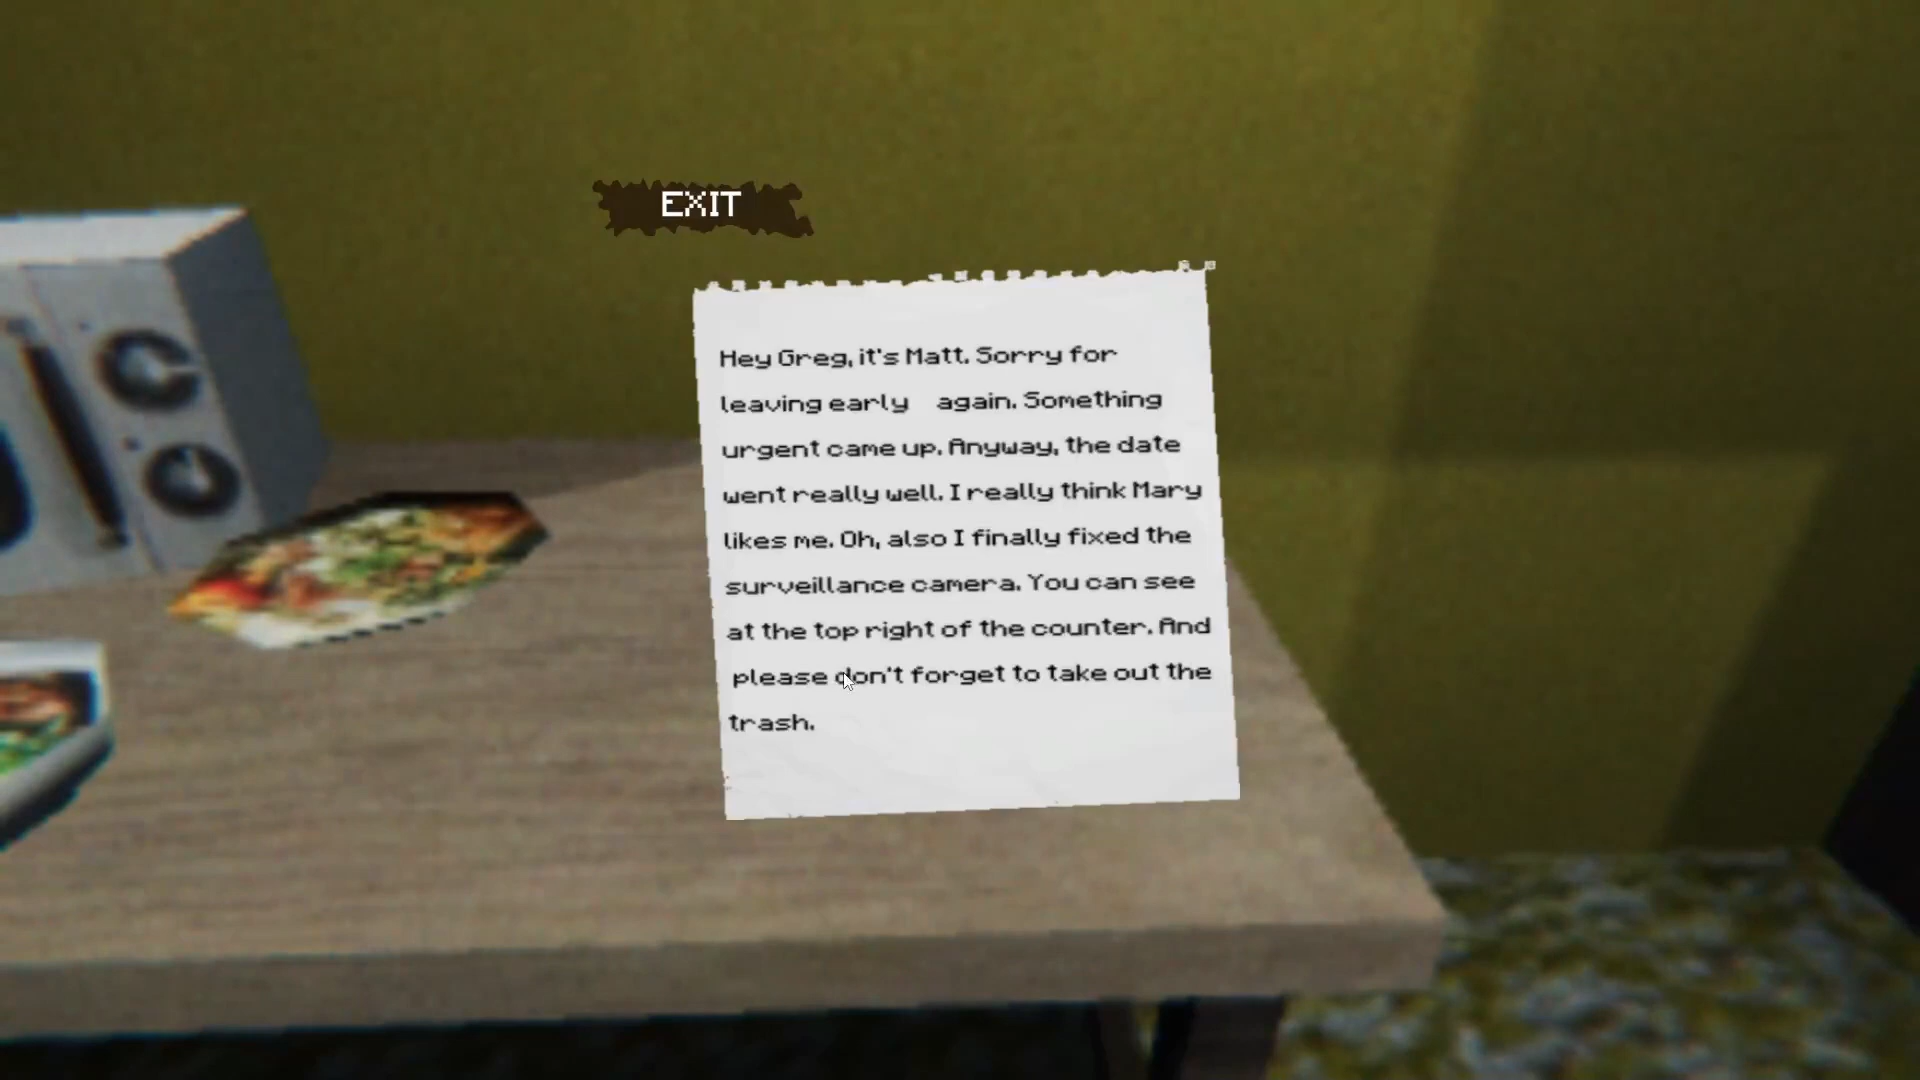 EXIT
Hey Greg, it's Matt. Sorry for
leaving early again. Something
urgent came up. Anyway, the date
went really well. I really think Mary
likes me. Oh, also I finally fixed the
surveillance camera. You can see
at the top right of the counter. And
please don't forget to take out the
trash.